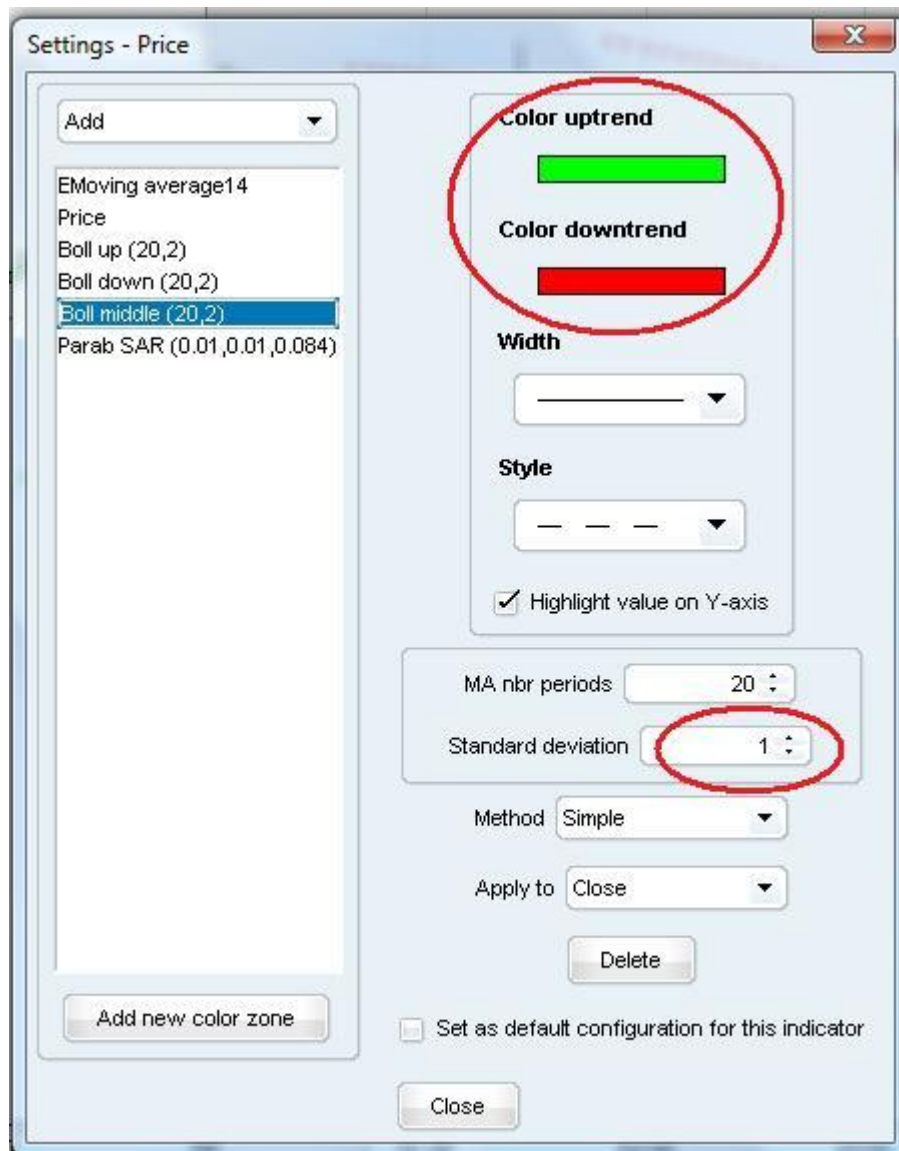 Settings - Price
Add
EMoving average14
Price
Boll up (20,2)
Boll down (20,2)
Boll middle (20,2)
Parab SAR (0.01,0.01,0.084)
Add new color zone
Color uptrend
Color downtrend
Width
Style
Highlight value on Y-axis
MA nbr periods 20
Standard deviation 1
Method Simple
Apply to Close
Delete
Set as default configuration for this indicator
Close